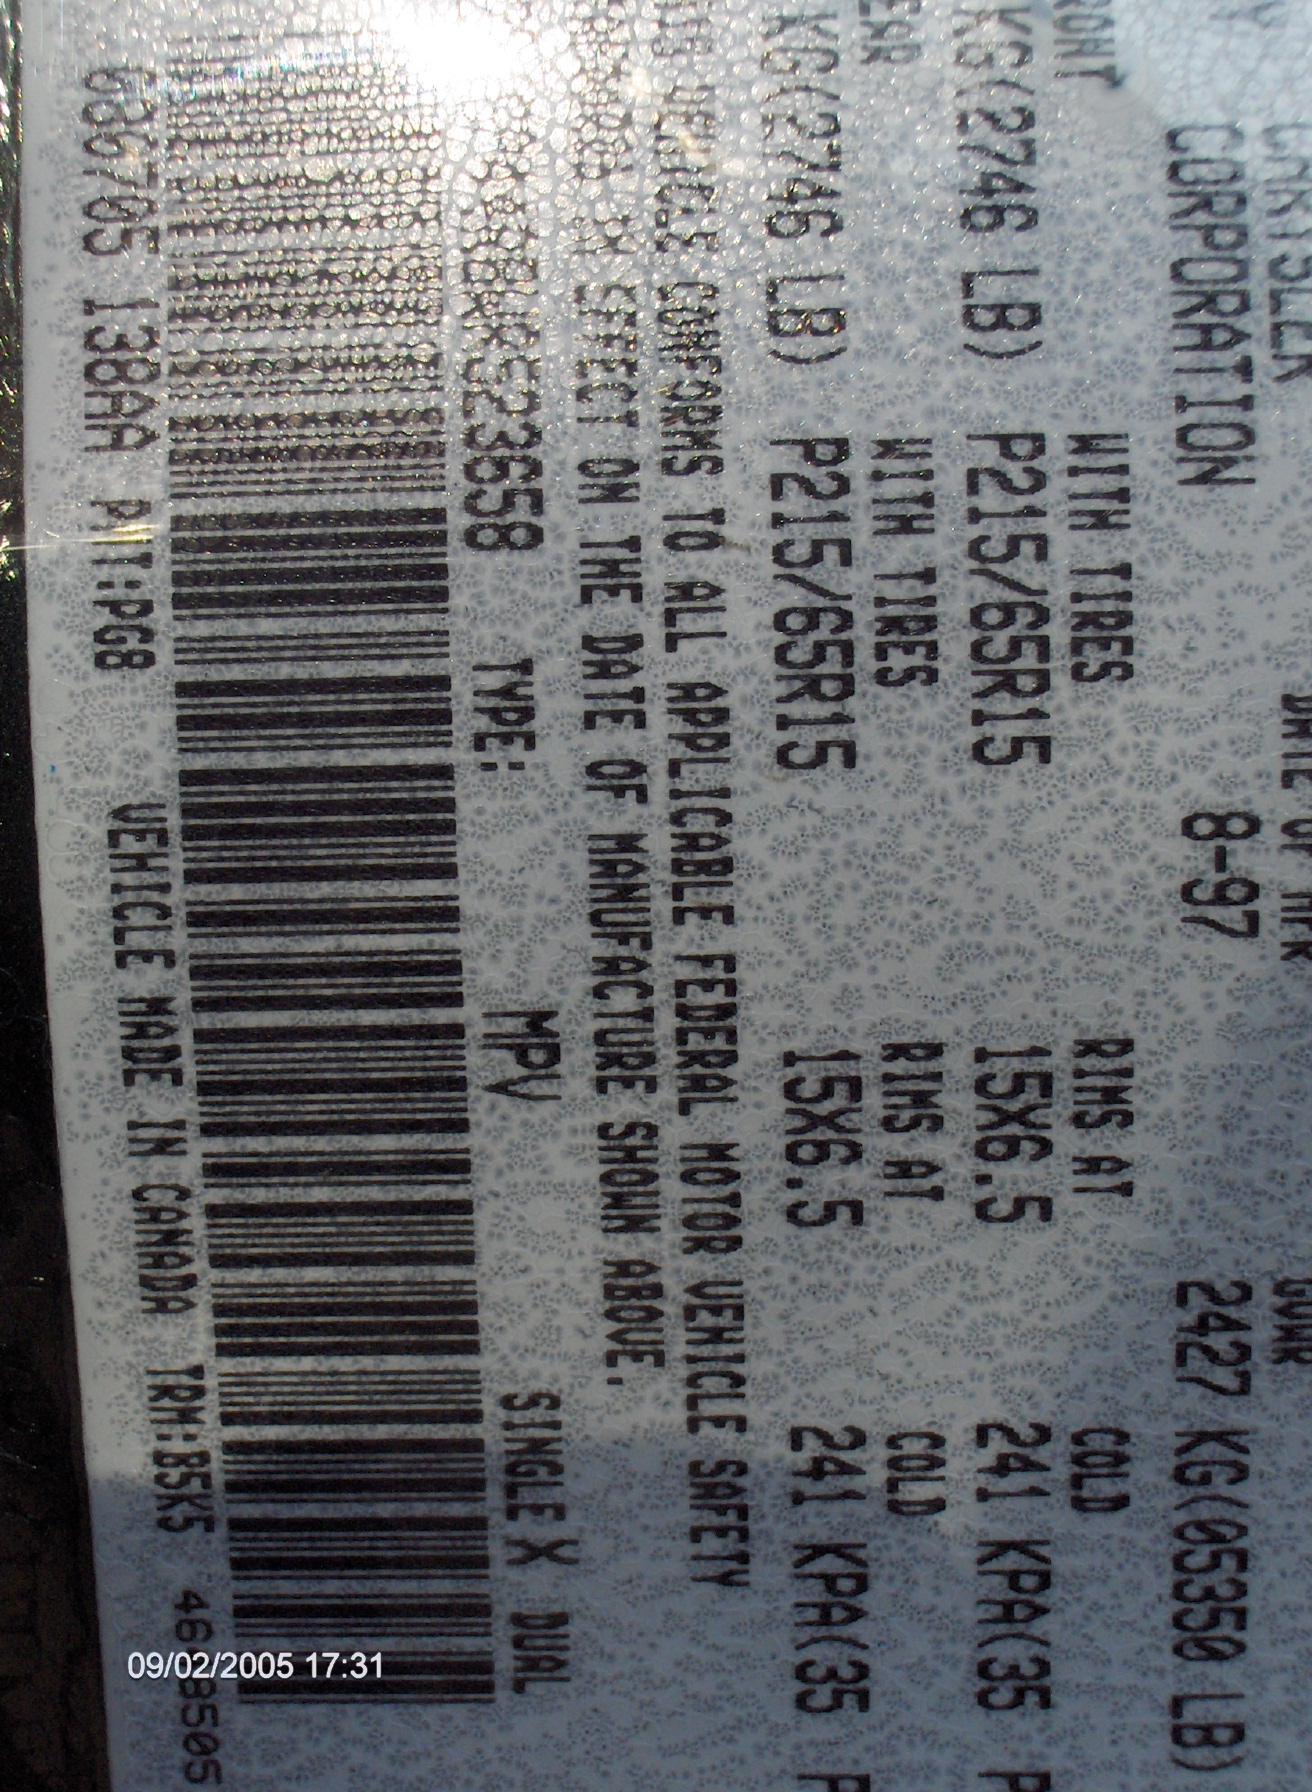 CHRYSLER DATE OF MFR GVWR
CORPORATION 8-97 2427 KG(05350 LB)
WITH TIRES RIMS AT COLD
KG(2746 LB) P215/65R15 15X6.5 241 KPA(35
WITH TIRES RIMS AT COLD
KG(2746 LB) P215/65R15 15X6.5 241 KPA(35
VEHICLE CONFORMS TO ALL APPLICABLE FEDERAL MOTOR VEHICLE SAFETY
IN EFFECT ON THE DATE OF MANUFACTURE SHOWN ABOVE.
523658 TYPE: MPV SINGLE X DUAL
138AA PNT:PG8 VEHICLE MADE IN CANADA TRM:B5K5
09/02/2005 17:31